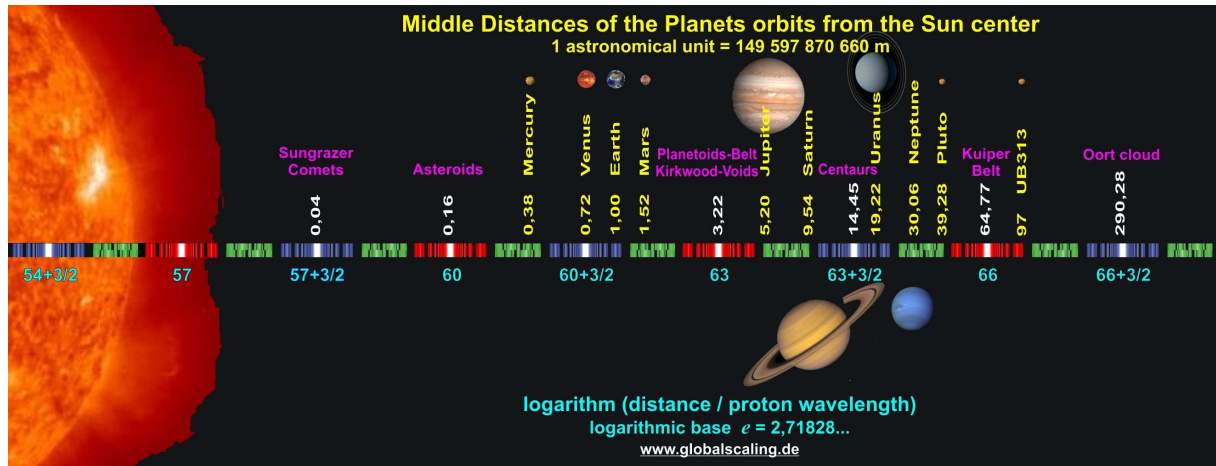 Middle Distances of the Planets orbits from the Sun center
1 astronomical unit = 149 597 870 660 m
Sungrazer
Comets
0,04
Asteroids
0,16
0,38 Mercury
0,72 Venus
1,00 Earth
1,52 Mars
Planetoids-Belt
Kirkwood-Voids
3,22
5,20 Jupiter
9,54 Saturn
Centaurs
14,45
19,22 Uranus
30,06 Neptune
39,28 Pluto
Kuiper
Belt
64,77
97 UB313
Oort cloud
290,28
54+3/2 57 57+3/2 60 60+3/2 63 63+3/2 66 66+3/2
logarithm (distance / proton wavelength)
logarithmic base e = 2,71828...
www.globalscaling.de